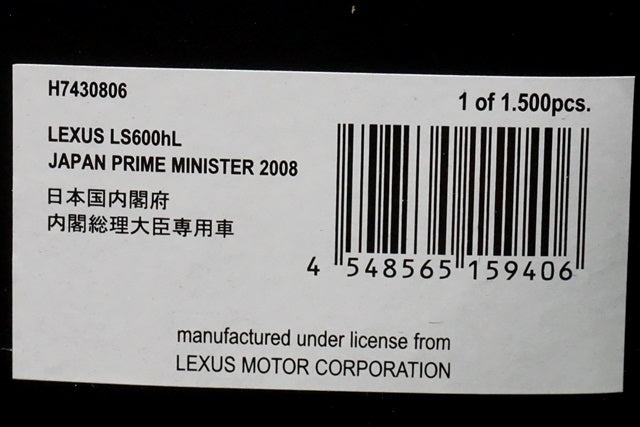 H7430806
1 of 1.500pcs.
LEXUS LS600hL
JAPAN PRIME MINISTER 2008
日本国内閣府
内閣総理大臣専用車
4 548565 159406
manufactured under license from
LEXUS MOTOR CORPORATION